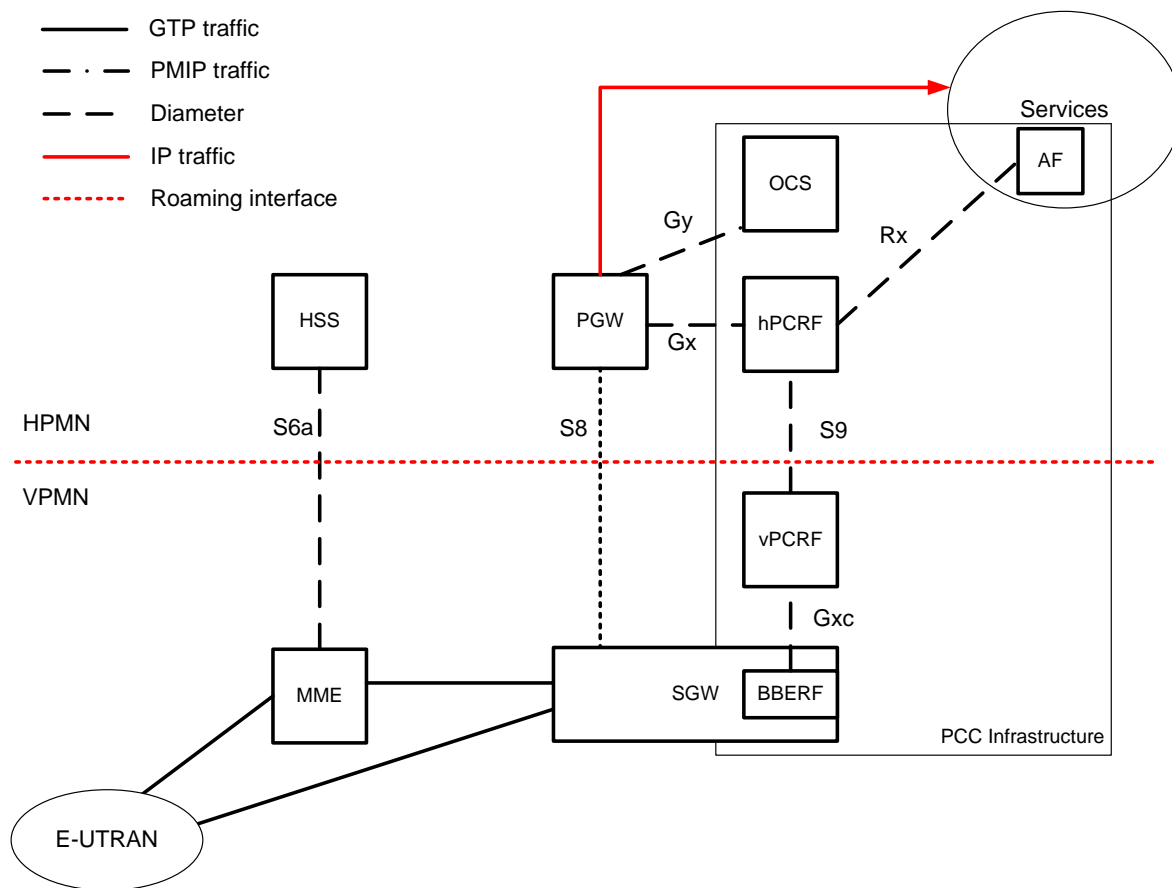 GTP traffic
PMIP traffic
Diameter
IP traffic
Roaming interface
Services
AF
OCS
Gy
Rx
HSS
PGW
hPCRF
Gx
HPMN
S6a
S8
S9
VPMN
vPCRF
Gxc
MME
SGW
BBERF
PCC Infrastructure
E-UTRAN